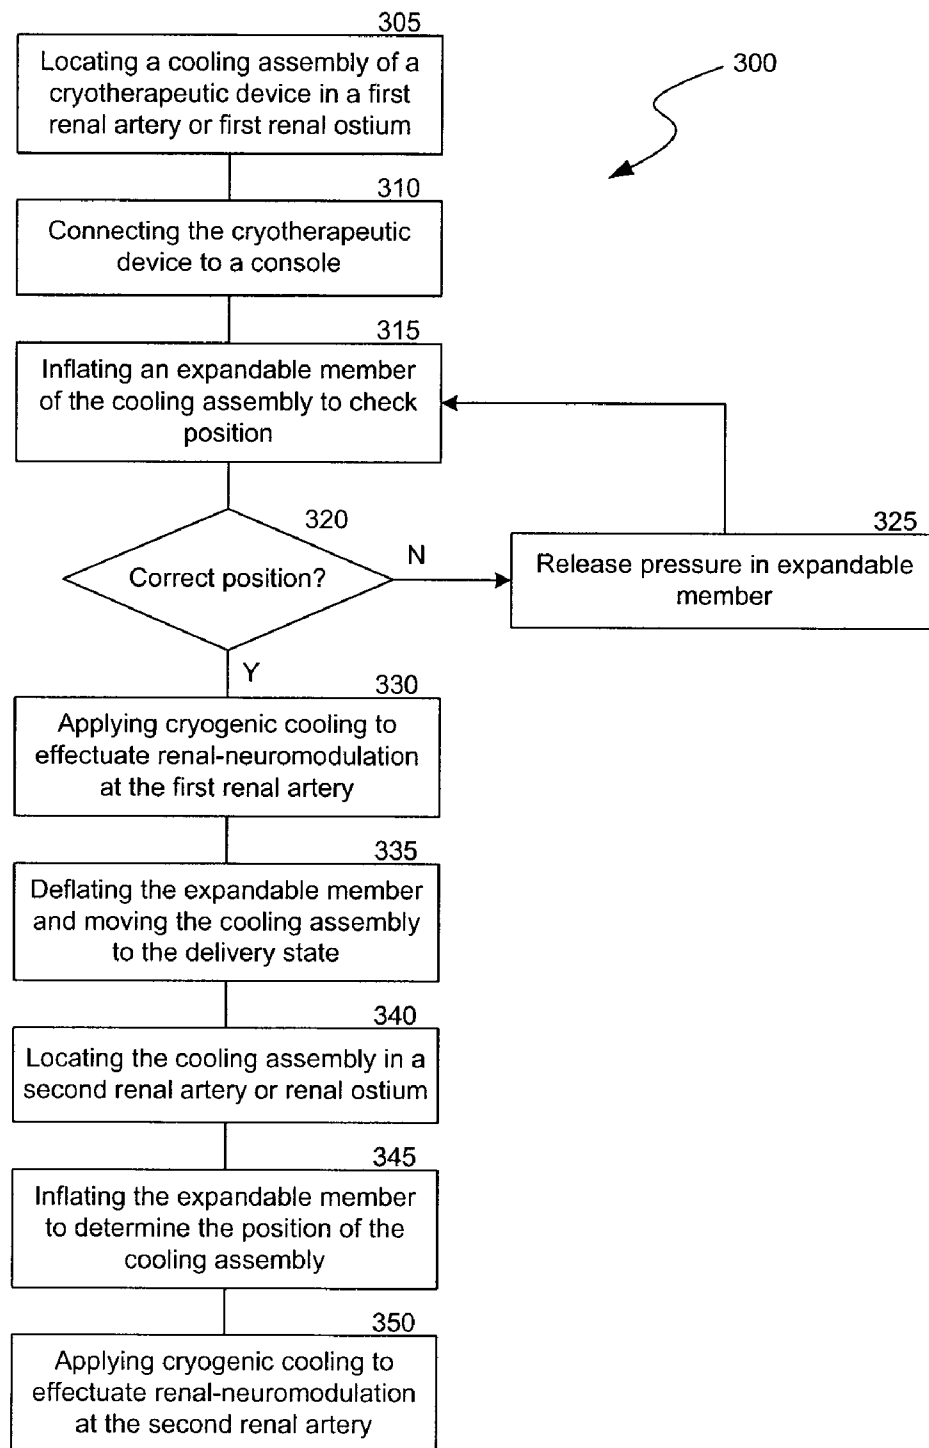 305
Locating a cooling assembly of a
cryotherapeutic device in a first
renal artery or first renal ostium
300
310
Connecting the cryotherapeutic
device to a console
315
Inflating an expandable member
of the cooling assembly to check
position
320
Correct position?
N
325
Release pressure in expandable
member
Y
330
Applying cryogenic cooling to
effectuate renal-neuromodulation
at the first renal artery
335
Deflating the expandable member
and moving the cooling assembly
to the delivery state
340
Locating the cooling assembly in a
second renal artery or renal ostium
345
Inflating the expandable member
to determine the position of the
cooling assembly
350
Applying cryogenic cooling to
effectuate renal-neuromodulation
at the second renal artery